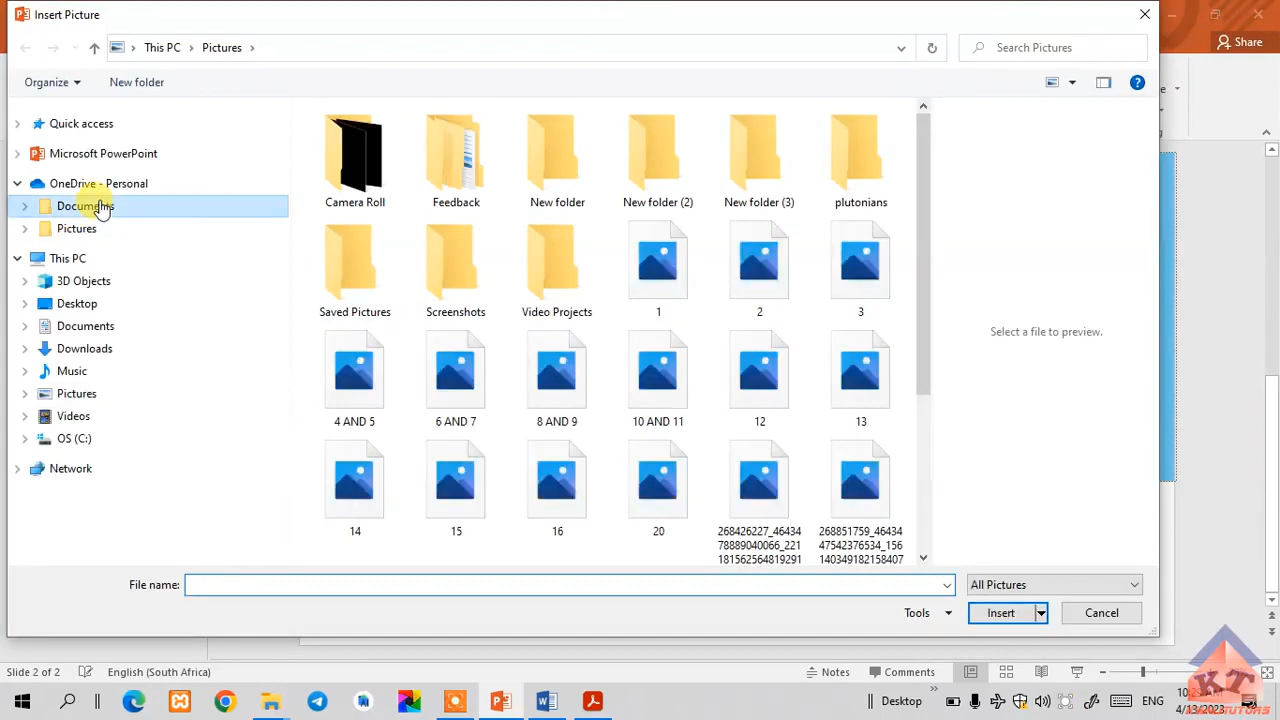 Insert Picture
Share
This PC
Pictures
Search Pictures
Organize
New folder
Quick access
Microsoft PowerPoint
OneDrive - Personal
Documents
Pictures
This PC
3D Objects
Desktop
Documents
Downloads
Music
Pictures
Videos
OS (C:)
Network
Camera Roll
Feedback
New folder
New folder (2)
New folder (3)
plutonians
Saved Pictures
Screenshots
Video Projects
1
2
3
4 AND 5
6 AND 7
8 AND 9
10 AND 11
12
13
14
15
16
20
268426227_46434
78889040066_221
181562564819291
268851759_46434
47542376534_156
140349182158407
Select a file to preview.
File name:
All Pictures
Tools
Insert
Cancel
Slide 2 of 2
English (South Africa)
Notes
Comments
Desktop
ENG
4/13/2023
KT